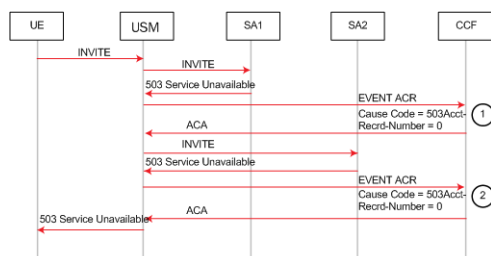 UE USM SA1 SA2 CCF
INVITE
INVITE
503 Service Unavailable
EVENT ACR
Cause Code = 503Acct-
Recrd-Number = 0
1
ACA
INVITE
503 Service Unavailable
EVENT ACR
Cause Code = 503Acct-
Recrd-Number = 0
2
ACA
503 Service Unavailable